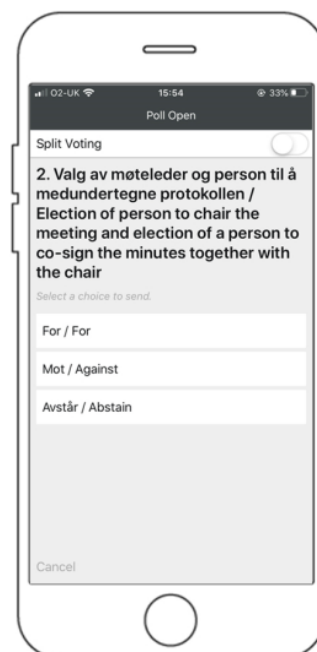 O2-UK 15:54 33%
Poll Open
Split Voting
2. Valg av møteleder og person til å
medundertegne protokollen /
Election of person to chair the
meeting and election of a person to
co-sign the minutes together with
the chair
Select a choice to send.
For / For
Mot / Against
Avstår / Abstain
Cancel